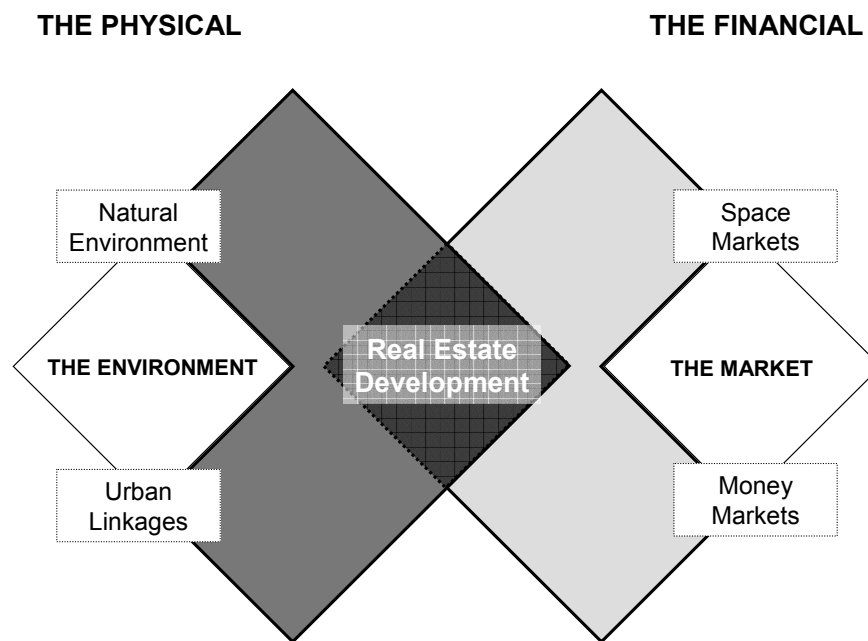 THE PHYSICAL
THE FINANCIAL
Natural
Environment
Space
Markets
THE ENVIRONMENT
Real Estate
Development
THE MARKET
Urban
Linkages
Money
Markets